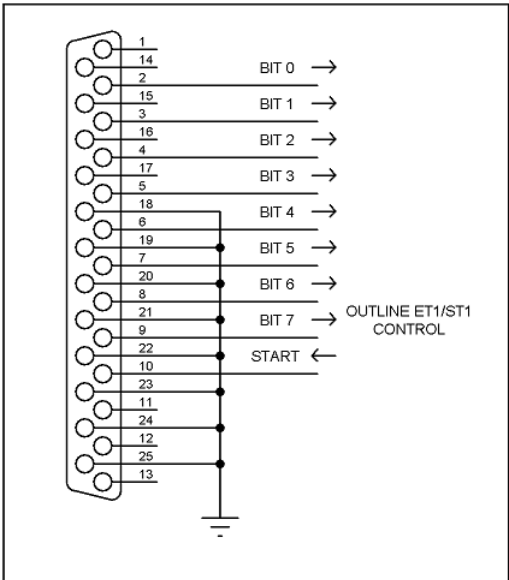 1
14
BIT 0
2
15
BIT 1
3
16
BIT 2
4
17
BIT 3
5
18
BIT 4
6
19
BIT 5
7
20
BIT 6
8
21
BIT 7
OUTLINE ET1/ST1
CONTROL
9
22
START
10
23
11
24
12
25
13